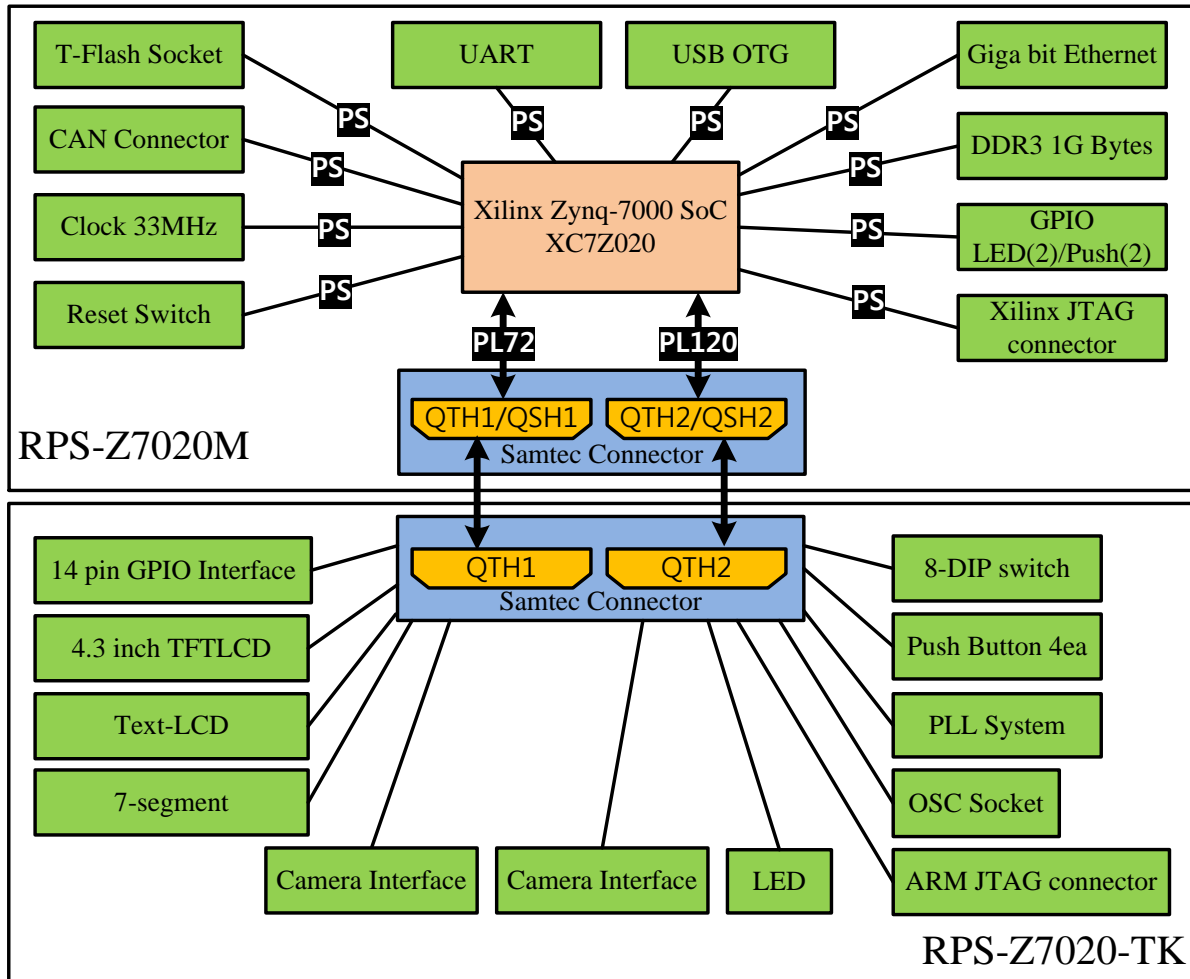 T-Flash Socket
UART
USB OTG
Giga bit Ethernet
PS
PS
PS
PS
CAN Connector
DDR3 1G Bytes
PS
PS
Xilinx Zynq-7000 SoC
XC7Z020
Clock 33MHz
PS
PS
GPIO
LED(2)/Push(2)
Reset Switch
PS
PS
Xilinx JTAG
connector
PL72
PL120
QTH1/QSH1
QTH2/QSH2
Samtec Connector
RPS-Z7020M
QTH1
QTH2
Samtec Connector
14 pin GPIO Interface
8-DIP switch
4.3 inch TFTLCD
Push Button 4ea
Text-LCD
PLL System
7-segment
OSC Socket
Camera Interface
Camera Interface
LED
ARM JTAG connector
RPS-Z7020-TK